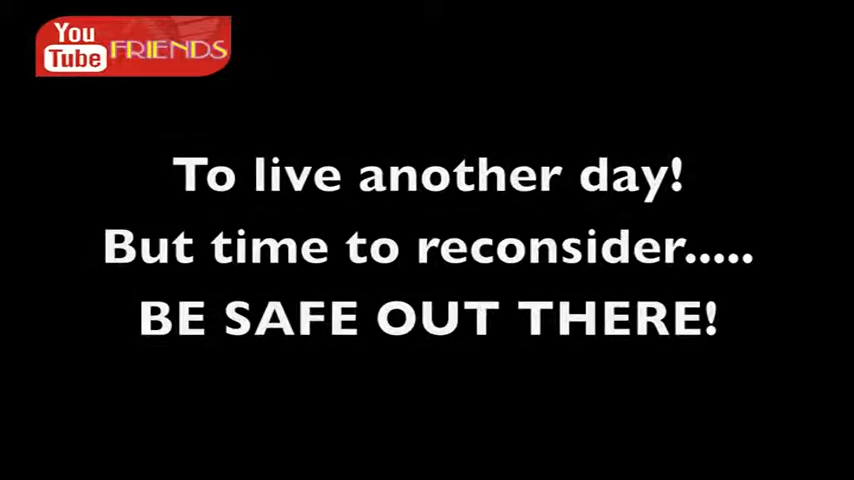 You
Tube FRIENDS
To live another day!
But time to reconsider.....
BE SAFE OUT THERE!